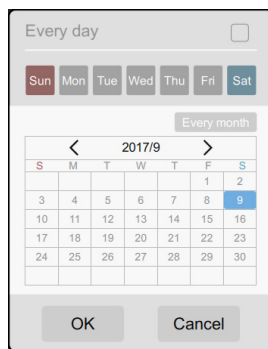 Every day
Sun Mon Tue Wed Thu Fri Sat
Every month
2017/9
S M T W T F S
1 2
3 4 5 6 7 8 9
10 11 12 13 14 15 16
17 18 19 20 21 22 23
24 25 26 27 28 29 30
OK Cancel